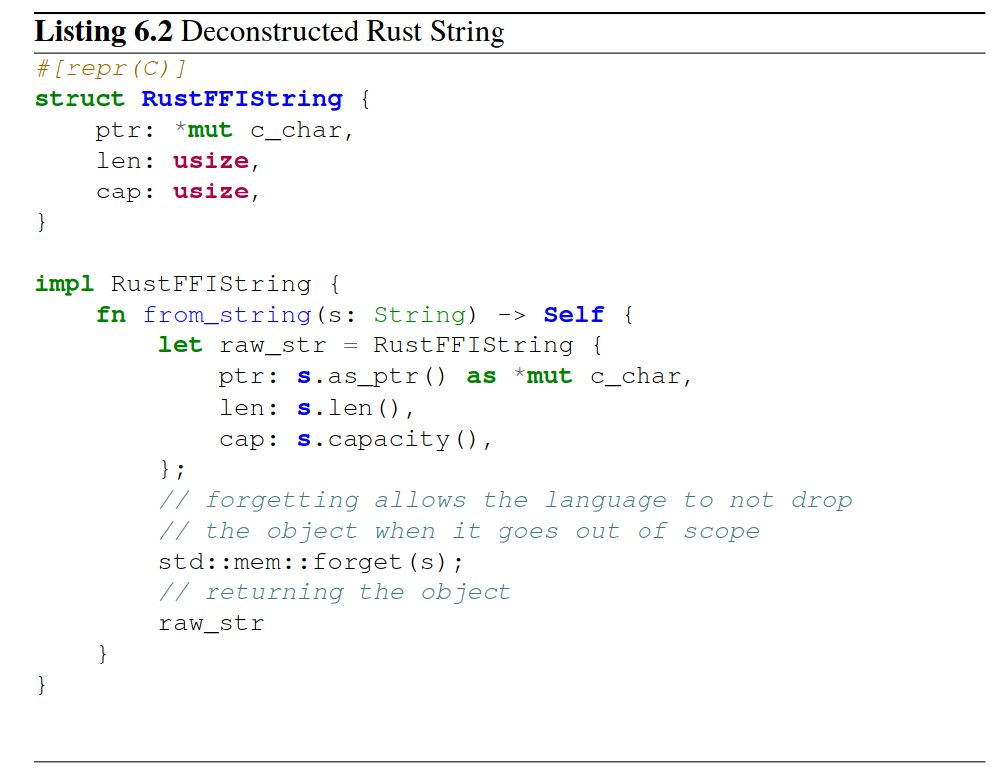 Listing 6.2 Deconstructed Rust String
#[repr(C)]
struct RustFFIString {
    ptr: *mut c_char,
    len: usize,
    cap: usize,
}

impl RustFFIString {
    fn from_string(s: String) -> Self {
        let raw_str = RustFFIString {
            ptr: s.as_ptr() as *mut c_char,
            len: s.len(),
            cap: s.capacity(),
        };
        // forgetting allows the language to not drop
        // the object when it goes out of scope
        std::mem::forget(s);
        // returning the object
        raw_str
    }
}